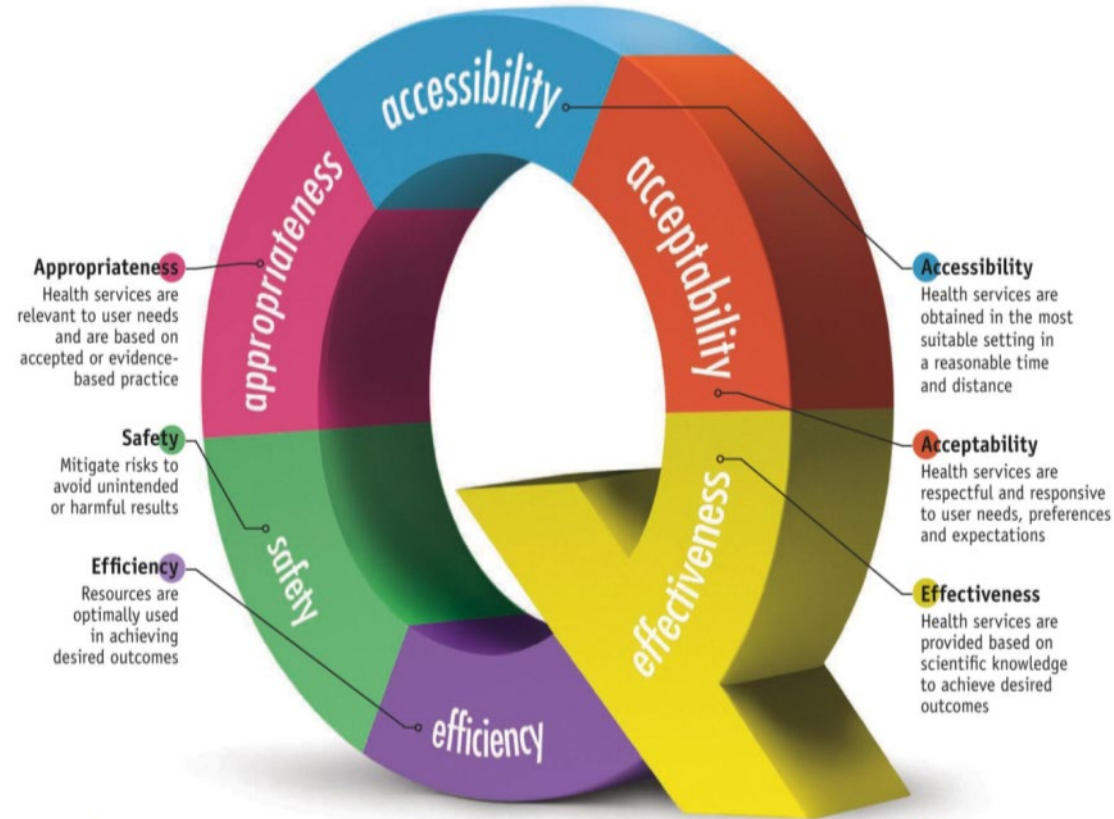 accessibility
acceptability
appropriateness
effectiveness
safety
efficiency
Appropriateness
Health services are
relevant to user needs
and are based on
accepted or evidence-
based practice
Safety
Mitigate risks to
avoid unintended
or harmful results
Efficiency
Resources are
optimally used
in achieving
desired outcomes
Accessibility
Health services are
obtained in the most
suitable setting in
a reasonable time
and distance
Acceptability
Health services are
respectful and responsive
to user needs, preferences
and expectations
Effectiveness
Health services are
provided based on
scientific knowledge
to achieve desired
outcomes